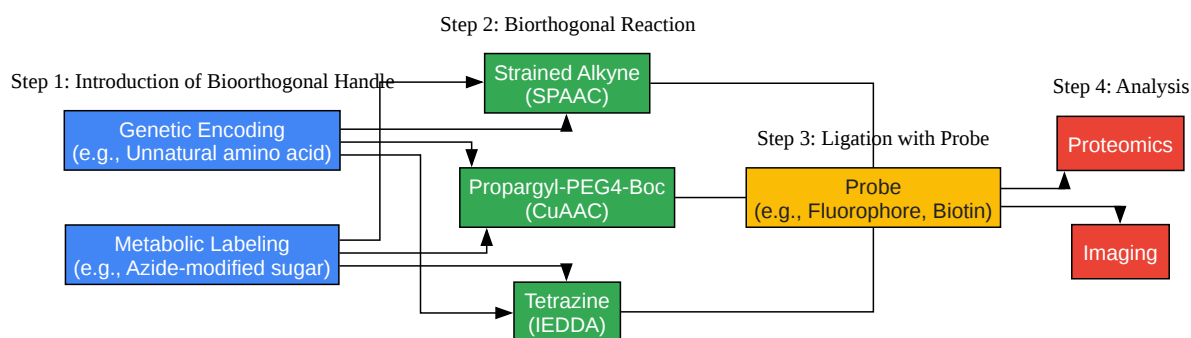 Step 2: Biorthogonal Reaction
Step 1: Introduction of Bioorthogonal Handle
Strained Alkyne
(SPAAC)
Step 4: Analysis
Genetic Encoding
(e.g., Unnatural amino acid)
Step 3: Ligation with Probe
Proteomics
Propargyl-PEG4-Boc
(CuAAC)
Probe
(e.g., Fluorophore, Biotin)
Metabolic Labeling
(e.g., Azide-modified sugar)
Imaging
Tetrazine
(IEDDA)